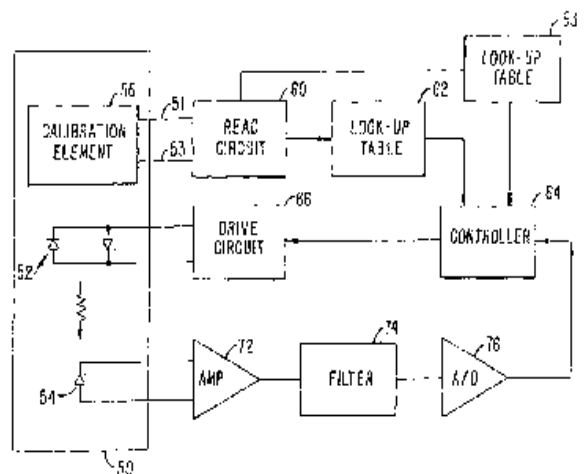 56
CALIBRATION
ELEMENT
51
53
60
READ
CIRCUIT
62
LOOK-UP
TABLE
LOOK-UP
TABLE
66
DRIVE
CIRCUIT
64
CONTROLLER
52
54
72
AMP
74
FILTER
76
A/D
50